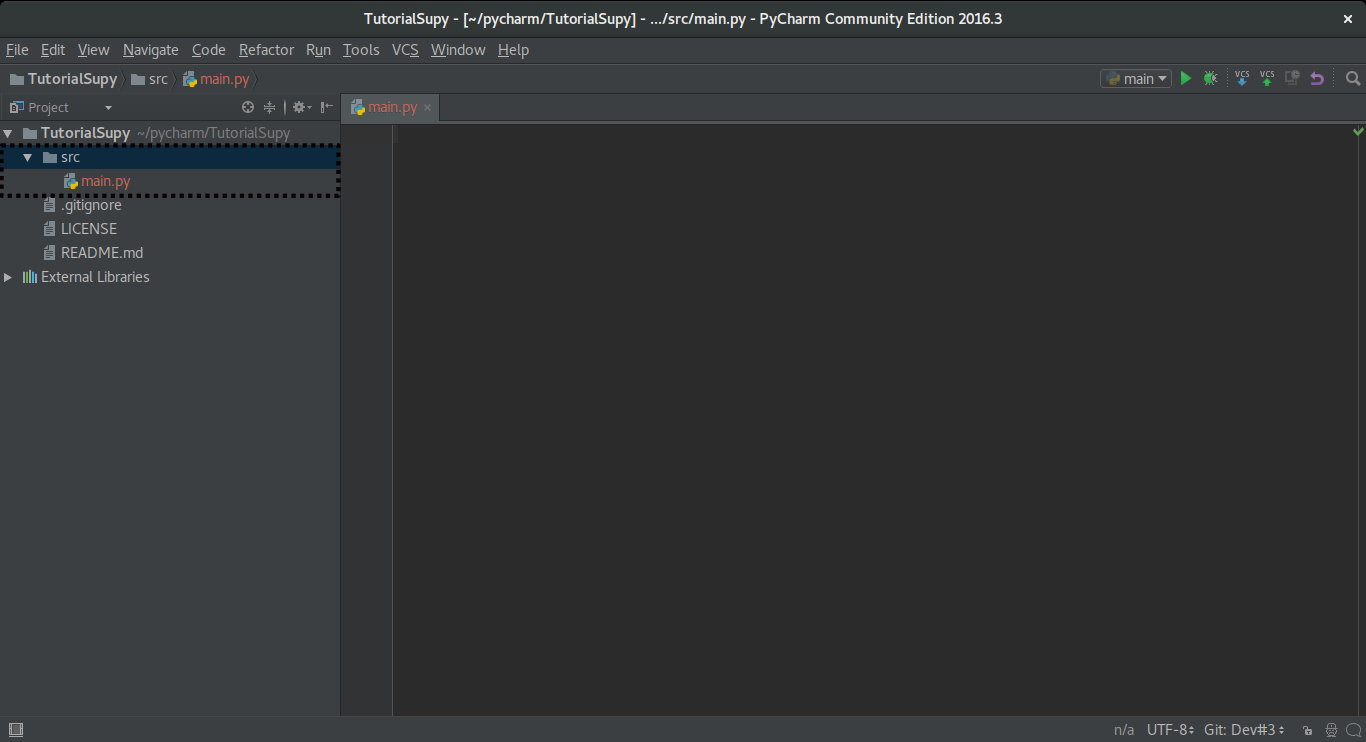 TutorialSupy - [~/pycharm/TutorialSupy] - .../src/main.py - PyCharm Community Edition 2016.3
File Edit View Navigate Code Refactor Run Tools VCS Window Help
TutorialSupy src main.py main VCS VCS
Project main.py
TutorialSupy ~/pycharm/TutorialSupy
src
main.py
.gitignore
LICENSE
README.md
External Libraries
n/a UTF-8 Git: Dev#3